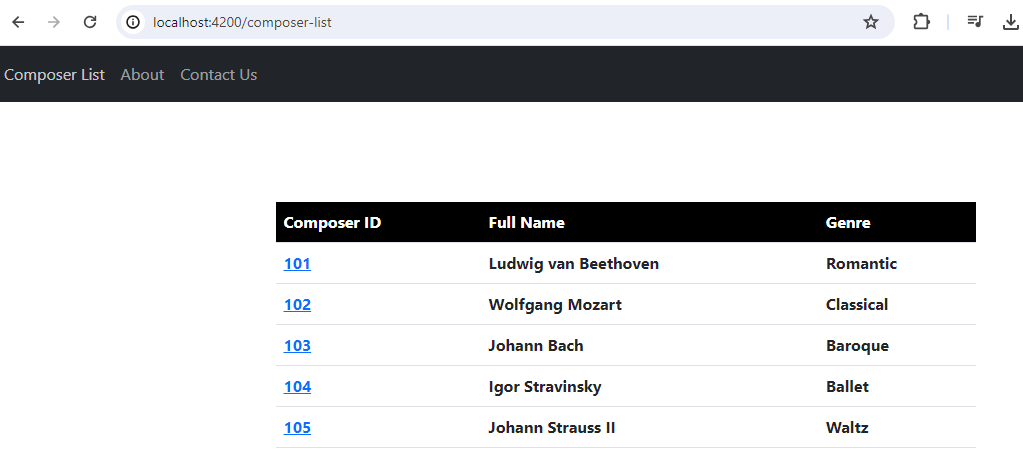 localhost:4200/composer-list
Composer List About Contact Us
Composer ID Full Name Genre
101 Ludwig van Beethoven Romantic
102 Wolfgang Mozart Classical
103 Johann Bach Baroque
104 Igor Stravinsky Ballet
105 Johann Strauss II Waltz